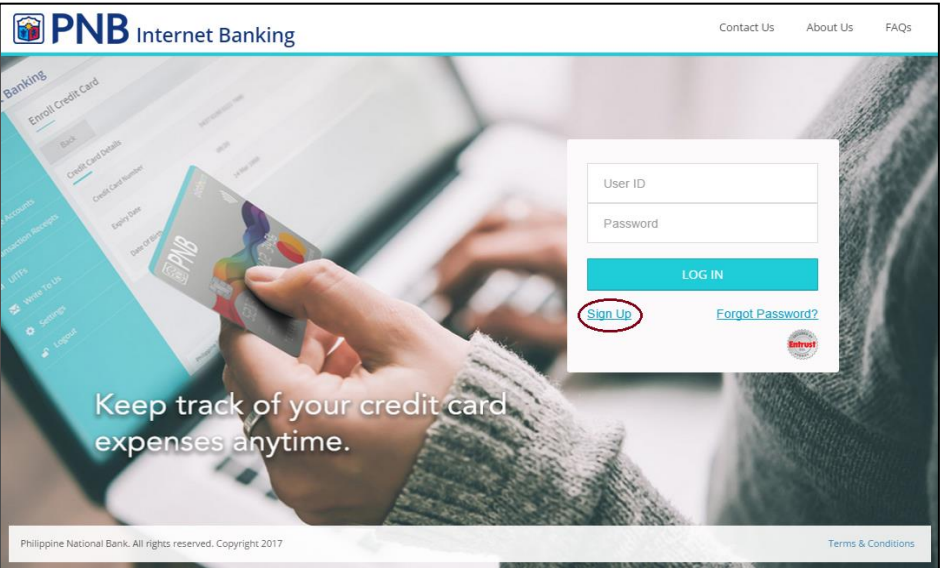 PNB Internet Banking
Contact Us About Us FAQs
Banking
Enroll Credit Card
Back
Credit Card Details
Credit Card Number
Expiry Date
Date Of Birth
Accounts
Transaction Receipts
UITFs
Write To Us
Settings
Logout
PNB
User ID
Password
LOG IN
Sign Up Forgot Password?
Entrust
Keep track of your credit card
expenses anytime.
Philippine National Bank. All rights reserved. Copyright 2017
Terms & Conditions